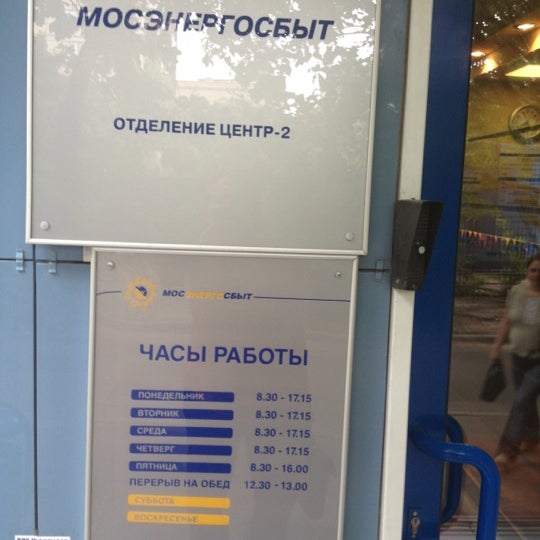 МОСЭНЕРГОСБЫТ
ОТДЕЛЕНИЕ ЦЕНТР-2
МОСЭНЕРГОСБЫТ
ЧАСЫ РАБОТЫ
ПОНЕДЕЛЬНИК 8.30 - 17.15
ВТОРНИК 8.30 - 17.15
СРЕДА 8.30 - 17.15
ЧЕТВЕРГ 8.30 - 17.15
ПЯТНИЦА 8.30 - 16.00
ПЕРЕРЫВ НА ОБЕД 12.30 - 13.00
СУББОТА
ВОСКРЕСЕНЬЕ